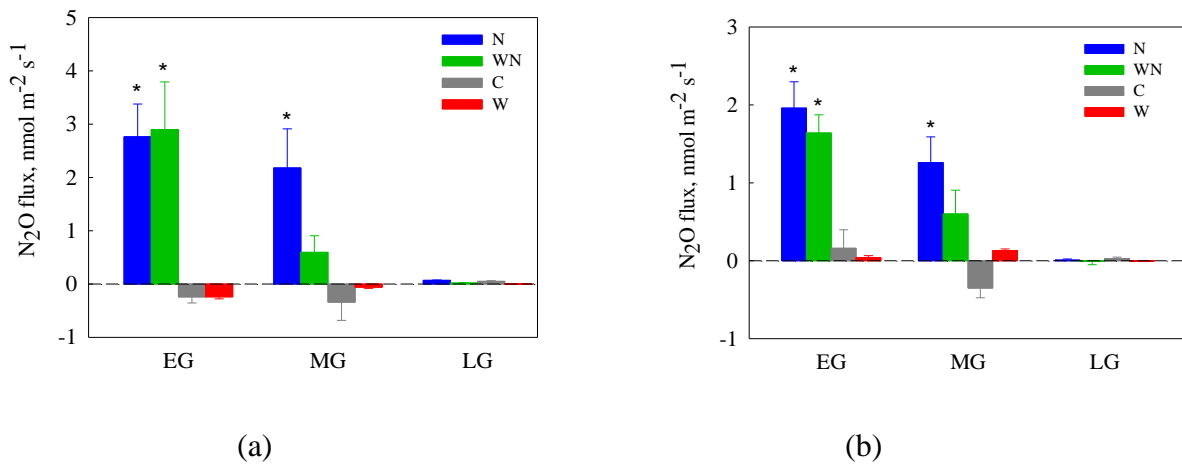 N₂O flux, nmol m⁻² s⁻¹
5
4
3
2
1
0
-1
N
WN
C
W
* * *
EG MG LG
(a)
N₂O flux, nmol m⁻² s⁻¹
3
2
1
0
-1
N
WN
C
W
* * *
EG MG LG
(b)